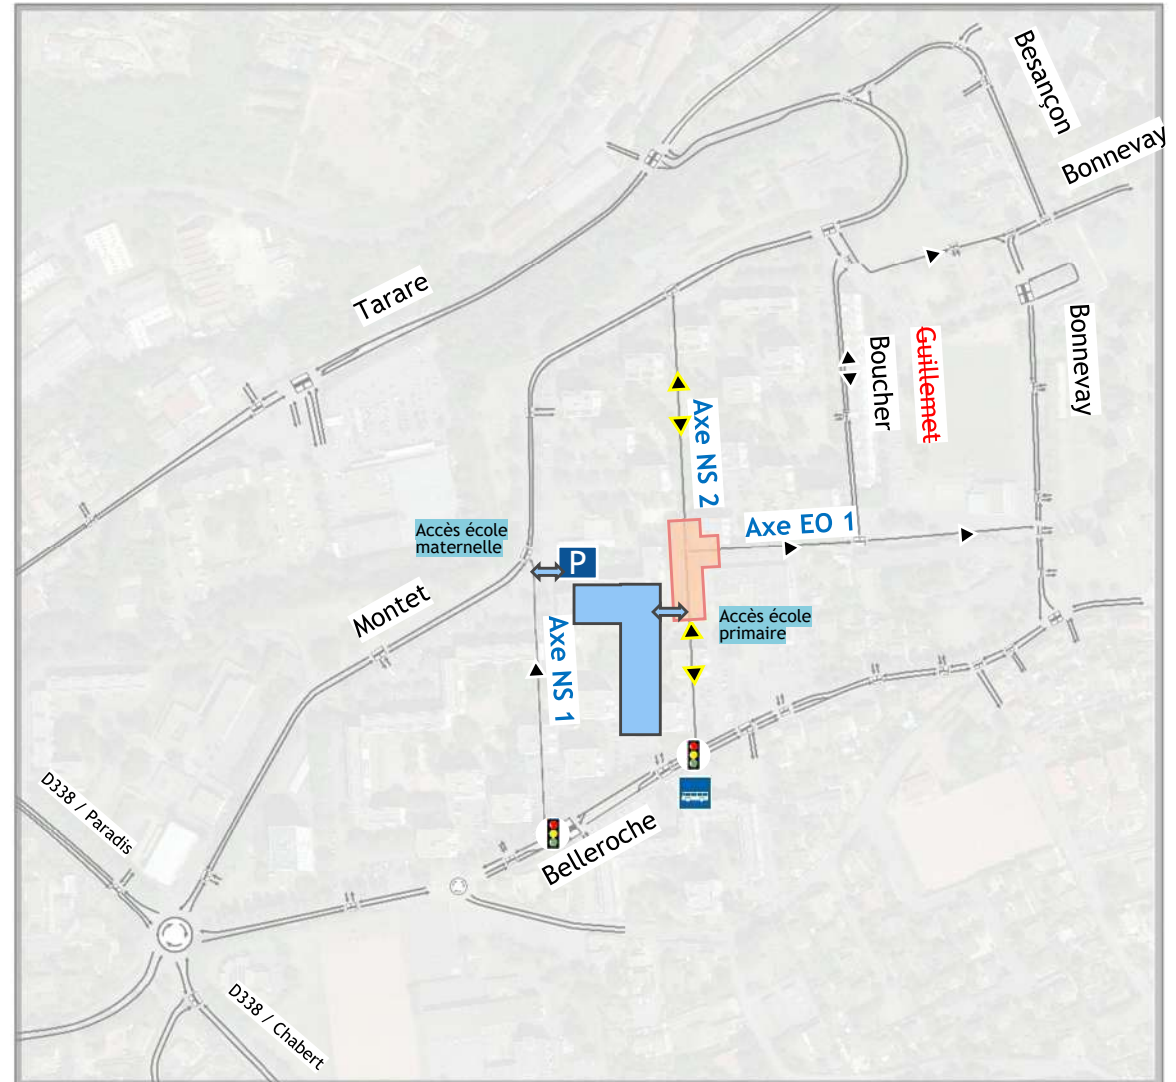 Besançon
Bonnevay
Tarare
Bonnevay
Guillemet
Boucher
Axe NS 2
Axe EO 1
Accès école
maternelle
P
Montet
Axe NS 1
Accès école
primaire
D338 / Paradis
Belleroche
D338 / Chabert